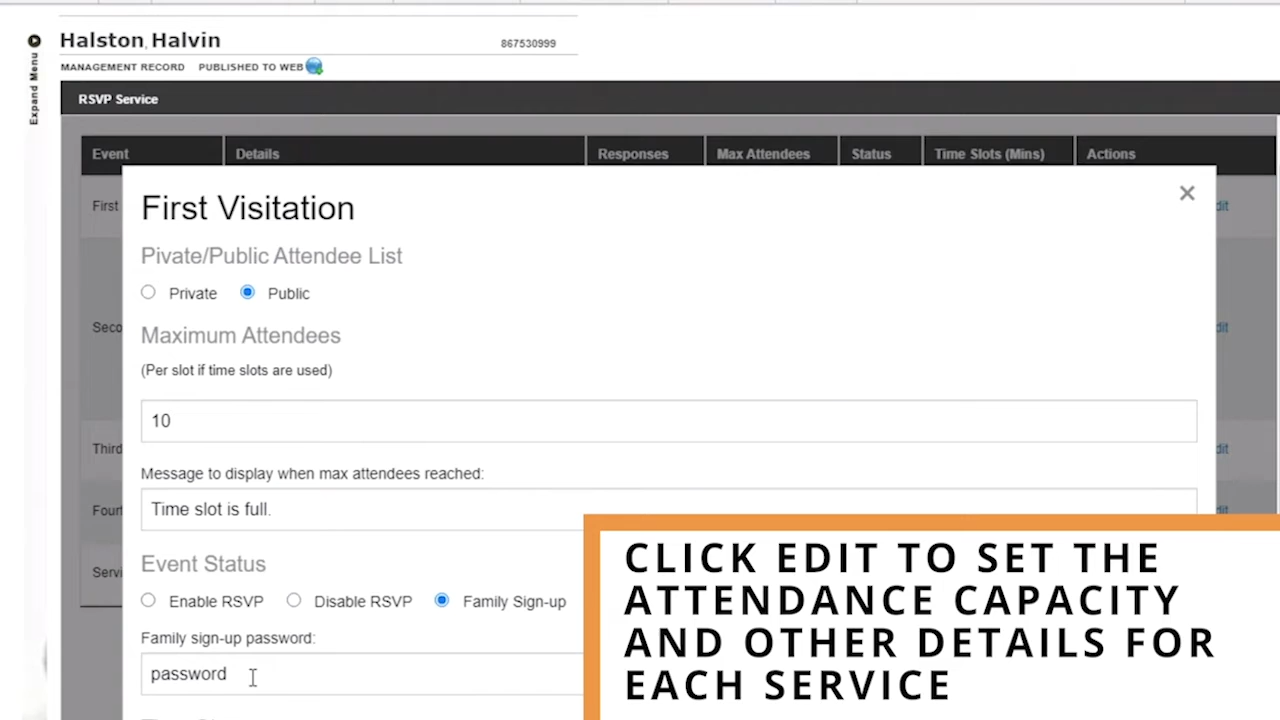 Halston, Halvin
867530999
Expand Menu
MANAGEMENT RECORD PUBLISHED TO WEB
RSVP Service
Event Details Responses Max Attendees Status Time Slots (Mins) Actions
First
dit
First Visitation
×
Pivate/Public Attendee List
Private Public
Maximum Attendees
(Per slot if time slots are used)
Seco
dit
10
Third
dit
Message to display when max attendees reached:
Time slot is full.
Fourt
dit
Event Status
Servi
Enable RSVP Disable RSVP Family Sign-up
Family sign-up password:
password
CLICK EDIT TO SET THE
ATTENDANCE CAPACITY
AND OTHER DETAILS FOR
EACH SERVICE